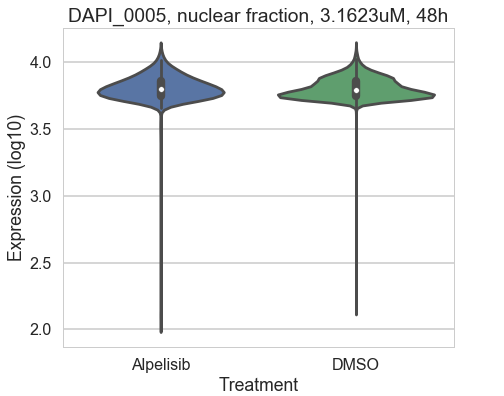 DAPI_0005, nuclear fraction, 3.1623uM, 48h
Expression (log10)
4.0
3.5
3.0
2.5
2.0
Alpelisib
DMSO
Treatment